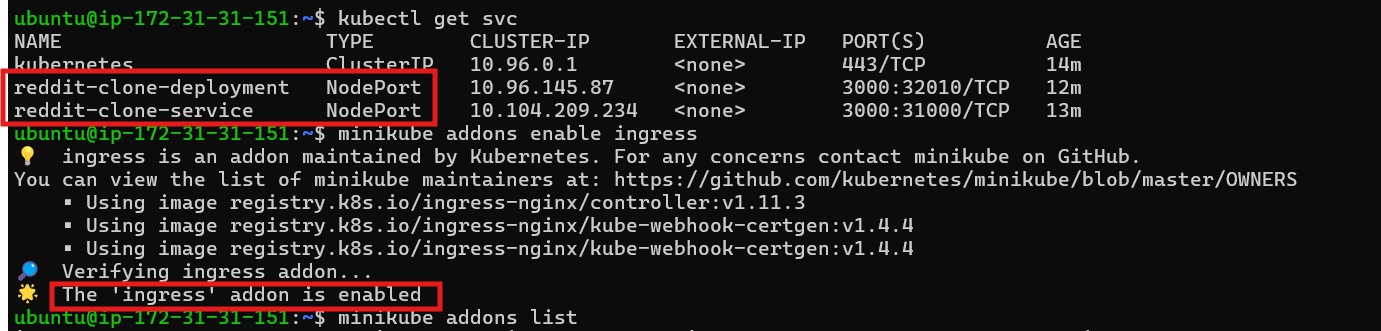 ubuntu@ip-172-31-31-151:~$ kubectl get svc
NAME TYPE CLUSTER-IP EXTERNAL-IP PORT(S) AGE
kubernetes ClusterIP 10.96.0.1 <none> 443/TCP 14m
reddit-clone-deployment NodePort 10.96.145.87 <none> 3000:32010/TCP 12m
reddit-clone-service NodePort 10.104.209.234 <none> 3000:31000/TCP 13m
ubuntu@ip-172-31-31-151:~$ minikube addons enable ingress
💡 ingress is an addon maintained by Kubernetes. For any concerns contact minikube on GitHub.
You can view the list of minikube maintainers at: https://github.com/kubernetes/minikube/blob/master/OWNERS
▪ Using image registry.k8s.io/ingress-nginx/controller:v1.11.3
▪ Using image registry.k8s.io/ingress-nginx/kube-webhook-certgen:v1.4.4
▪ Using image registry.k8s.io/ingress-nginx/kube-webhook-certgen:v1.4.4
🔎 Verifying ingress addon...
🌟 The 'ingress' addon is enabled
ubuntu@ip-172-31-31-151:~$ minikube addons list